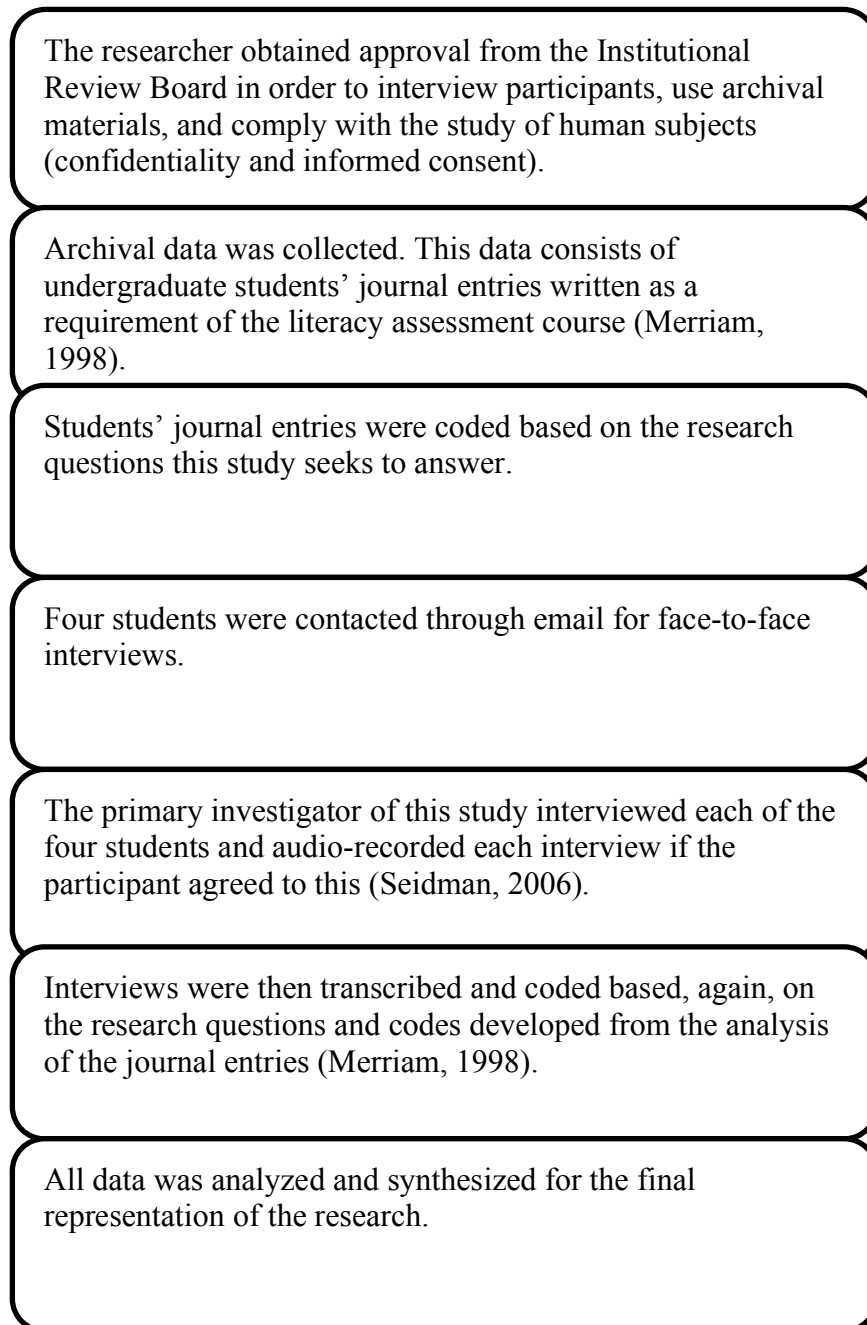 The researcher obtained approval from the Institutional
Review Board in order to interview participants, use archival
materials, and comply with the study of human subjects
(confidentiality and informed consent).
Archival data was collected. This data consists of
undergraduate students’ journal entries written as a
requirement of the literacy assessment course (Merriam,
1998).
Students’ journal entries were coded based on the research
questions this study seeks to answer.
Four students were contacted through email for face-to-face
interviews.
The primary investigator of this study interviewed each of the
four students and audio-recorded each interview if the
participant agreed to this (Seidman, 2006).
Interviews were then transcribed and coded based, again, on
the research questions and codes developed from the analysis
of the journal entries (Merriam, 1998).
All data was analyzed and synthesized for the final
representation of the research.